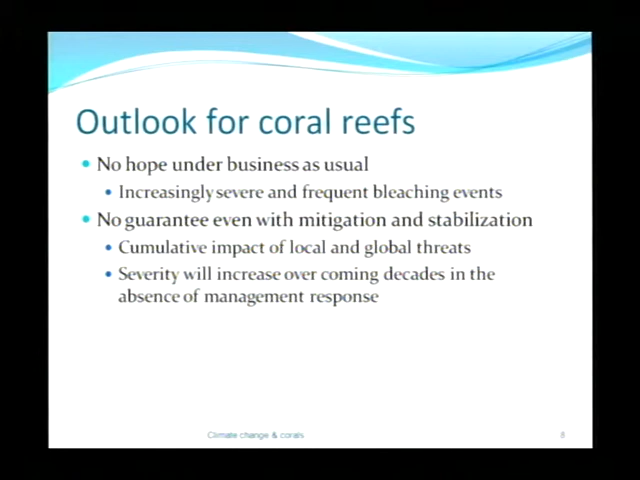 Outlook for coral reefs
No hope under business as usual
Increasingly severe and frequent bleaching events
No guarantee even with mitigation and stabilization
Cumulative impact of local and global threats
Severity will increase over coming decades in the
absence of management response
Climate change & corals
8